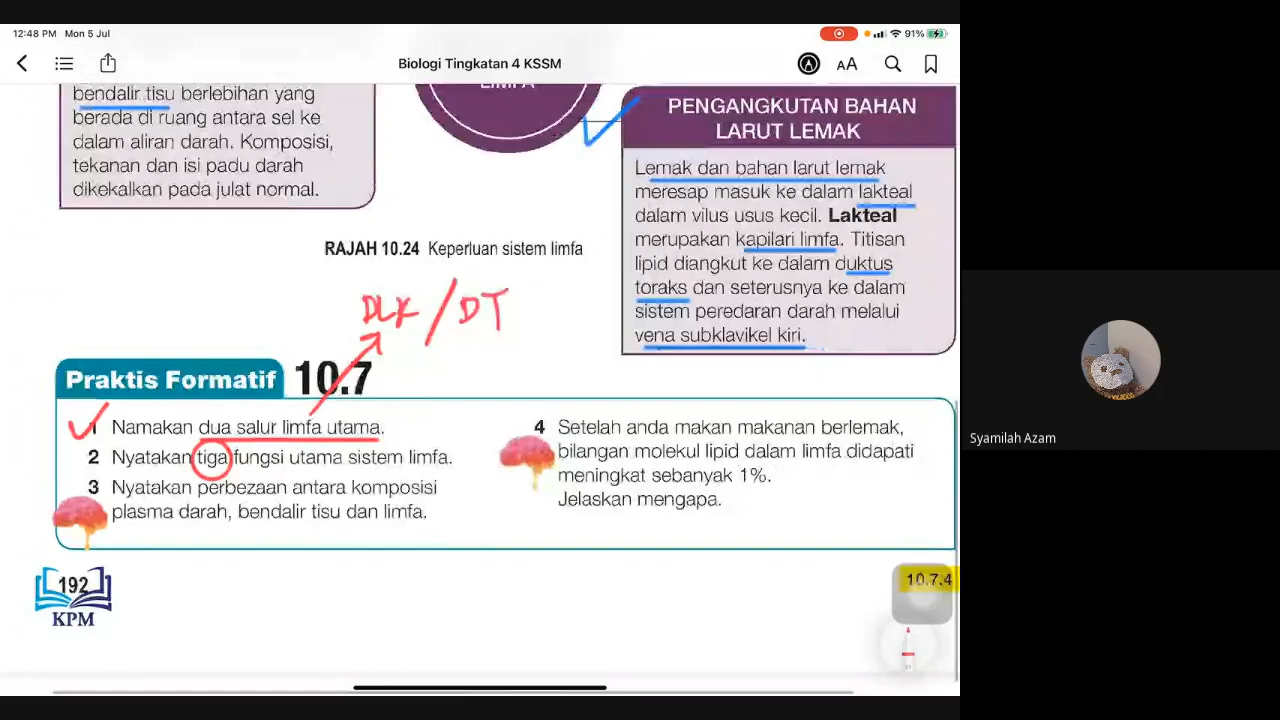 12:48 PM Mon 5 Jul
91%
Biologi Tingkatan 4 KSSM
AA
bendalir tisu berlebihan yang
berada di ruang antara sel ke
dalam aliran darah. Komposisi,
tekanan dan isi padu darah
dikekalkan pada julat normal.
LIMFA
PENGANGKUTAN BAHAN
LARUT LEMAK
Lemak dan bahan larut lemak
meresap masuk ke dalam lakteal
dalam vilus usus kecil. Lakteal
merupakan kapilari limfa. Titisan
lipid diangkut ke dalam duktus
toraks dan seterusnya ke dalam
sistem peredaran darah melalui
vena subklavikel kiri.
RAJAH 10.24 Keperluan sistem limfa
DLK / DT
Praktis Formatif 10.7
1 Namakan dua salur limfa utama.
2 Nyatakan tiga fungsi utama sistem limfa.
3 Nyatakan perbezaan antara komposisi
plasma darah, bendalir tisu dan limfa.
4 Setelah anda makan makanan berlemak,
bilangan molekul lipid dalam limfa didapati
meningkat sebanyak 1%.
Jelaskan mengapa.
192
KPM
10.7.4
Syamilah Azam